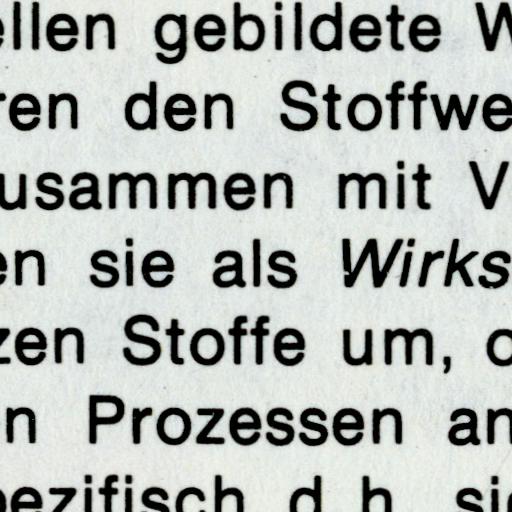 ellen gebildete W
ren den Stoffwe
usammen mit V
en sie als Wirks
zen Stoffe um, o
n Prozessen an
pezifisch d.h. sie